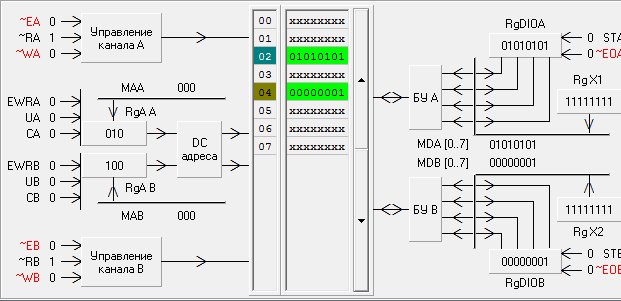 ~EA 0
~RA 1
~WA 0
Управление
канала A
00 xxxxxxxx
01 xxxxxxxx
02 01010101
03 xxxxxxxx
04 00000001
05 xxxxxxxx
06 xxxxxxxx
07 xxxxxxxx
MAA 000
EWRA 0
UA 0
CA 0
RgA A
010
DC
адреса
EWRB 0
UB 0
CB 0
100
RgA B
MAB 000
~EB 0
~RB 1
~WB 0
Управление
канала B
RgDIOA
01010101
0 STA
0 ~EOA
БУ A
Rg X1
11111111
MDA [0..7] 01010101
MDB [0..7] 00000001
БУ B
11111111
Rg X2
00000001
RgDIOB
0 STB
0 ~EOB